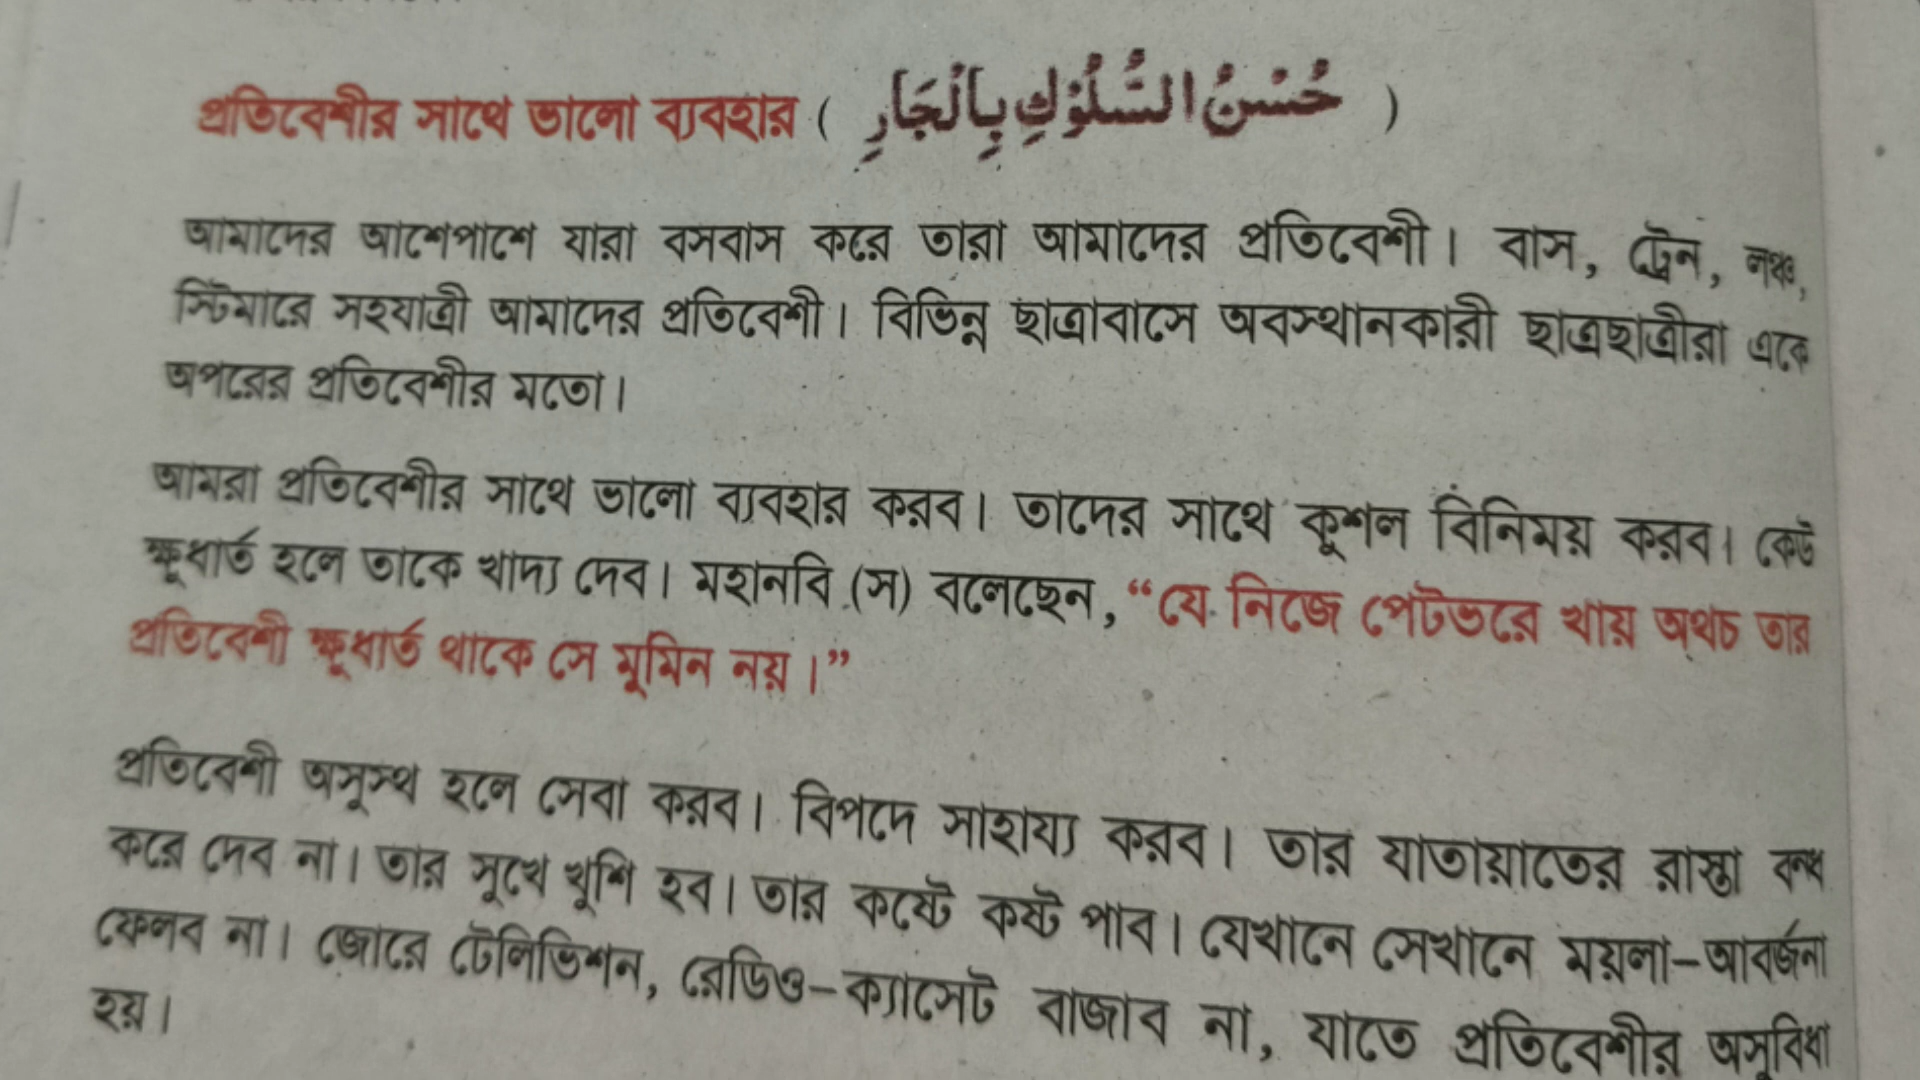 প্রতিবেশীর সাথে ভালো ব্যবহার ( حُسْنُ السُّلُوْكِ بِالْجَارِ )
আমাদের আশেপাশে যারা বসবাস করে তারা আমাদের প্রতিবেশী। বাস, ট্রেন, লঞ্চ,
স্টিমারে সহযাত্রী আমাদের প্রতিবেশী। বিভিন্ন ছাত্রাবাসে অবস্থানকারী ছাত্রছাত্রীরা একে
অপরের প্রতিবেশীর মতো।
আমরা প্রতিবেশীর সাথে ভালো ব্যবহার করব। তাদের সাথে কুশল বিনিময় করব। কেউ
ক্ষুধার্ত হলে তাকে খাদ্য দেব। মহানবি (স) বলেছেন, “যে নিজে পেটভরে খায় অথচ তার
প্রতিবেশী ক্ষুধার্ত থাকে সে মুমিন নয়।”
প্রতিবেশী অসুস্থ হলে সেবা করব। বিপদে সাহায্য করব। তার যাতায়াতের রাস্তা বন্ধ
করে দেব না। তার সুখে খুশি হব। তার কষ্টে কষ্ট পাব। যেখানে সেখানে ময়লা-আবর্জনা
ফেলব না। জোরে টেলিভিশন, রেডিও-ক্যাসেট বাজাব না, যাতে প্রতিবেশীর অসুবিধা
হয়।